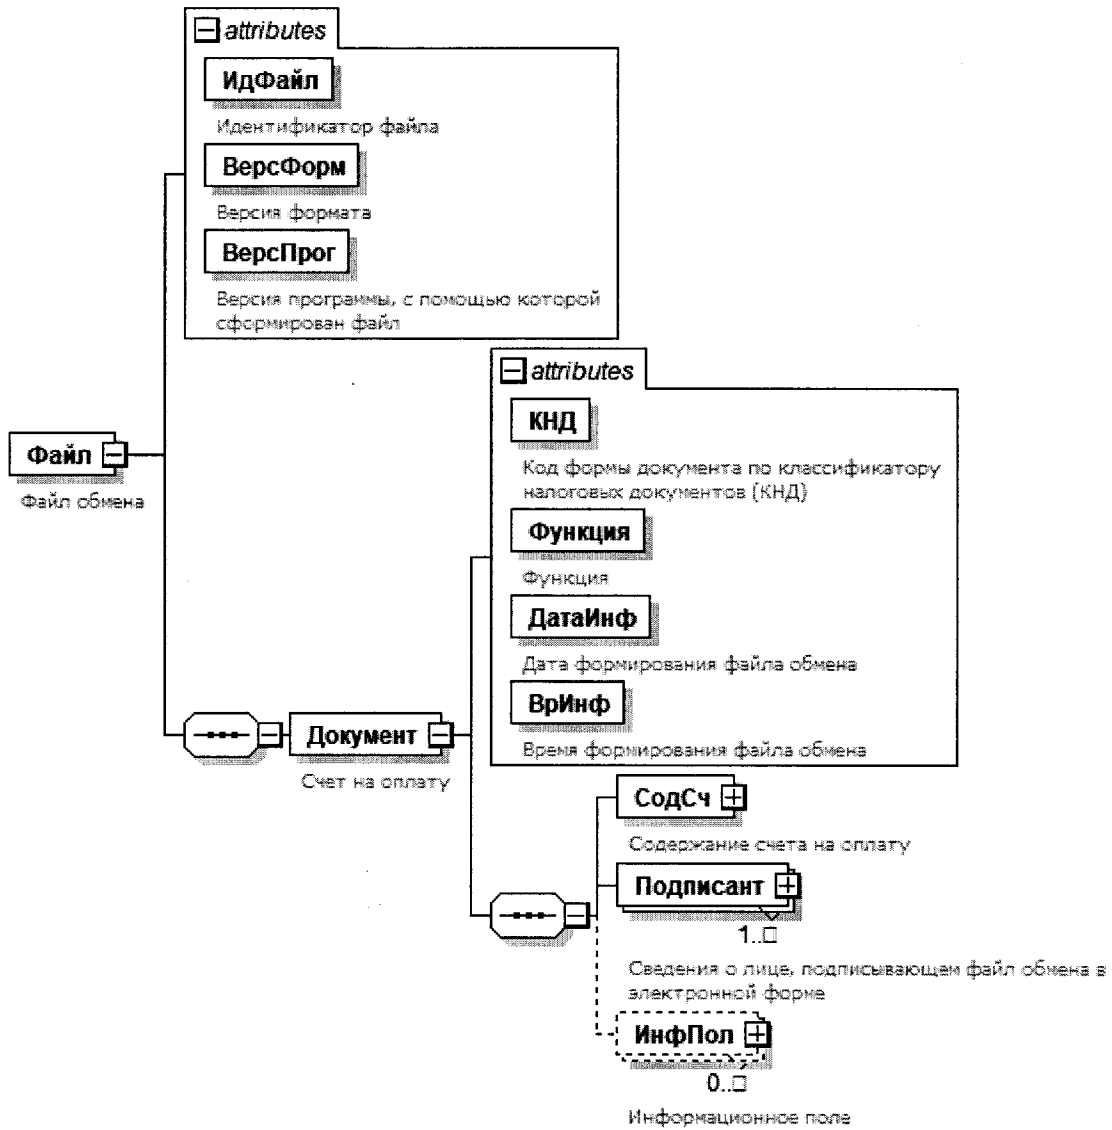 attributes
ИдФайл
Идентификатор файла
ВерсФорм
Версия формата
ВерсПрог
Версия программы, с помощью которой
сформирован файл
attributes
КНД
Код формы документа по классификатору
налоговых документов (КНД)
Функция
Функция
ДатаИнф
Дата формирования файла обмена
ВрИнф
Время формирования файла обмена
Файл
Файл обмена
Документ
Счет на оплату
СодСч
Содержание счета на оплату
Подписант
1..□
Сведения о лице, подписывающем файл обмена в
электронной форме
ИнфПол
0..□
Информационное поле